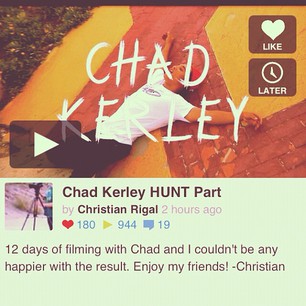 CHAD
KERLEY
LIKE
LATER
Chad Kerley HUNT Part
by Christian Rigal 2 hours ago
180 944 19
12 days of filming with Chad and I couldn't be any
happier with the result. Enjoy my friends! -Christian